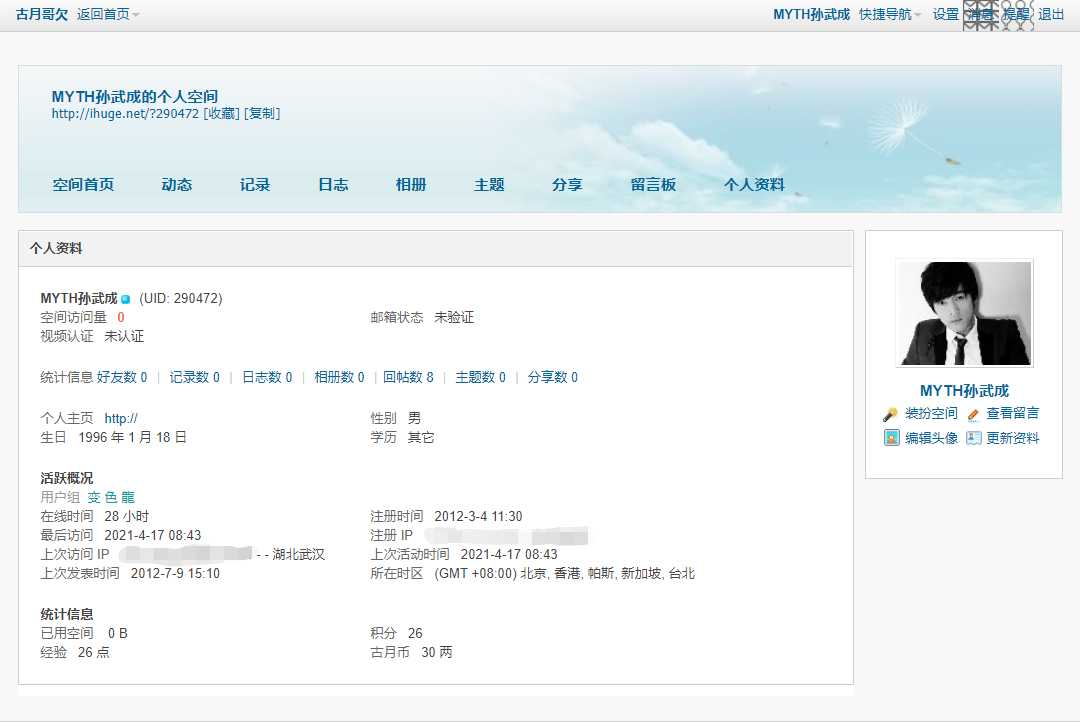 古月哥欠 返回首页 MYTH孙武成 快捷导航 设置 消息 提醒 退出
MYTH孙武成的个人空间
http://ihuge.net/?290472 [收藏] [复制]
空间首页 动态 记录 日志 相册 主题 分享 留言板 个人资料
个人资料
MYTH孙武成 (UID: 290472)
空间访问量 0 邮箱状态 未验证
视频认证 未认证
统计信息 好友数 0 | 记录数 0 | 日志数 0 | 相册数 0 | 回帖数 8 | 主题数 0 | 分享数 0
个人主页 http:// 性别 男
生日 1996 年 1 月 18 日 学历 其它
活跃概况
用户组 变 色 龍
在线时间 28 小时 注册时间 2012-3-4 11:30
最后访问 2021-4-17 08:43 注册 IP
上次访问 IP - - 湖北武汉 上次活动时间 2021-4-17 08:43
上次发表时间 2012-7-9 15:10 所在时区 (GMT +08:00) 北京, 香港, 帕斯, 新加坡, 台北
统计信息
已用空间 0 B 积分 26
经验 26 点 古月币 30 两
MYTH孙武成
装扮空间 查看留言
编辑头像 更新资料